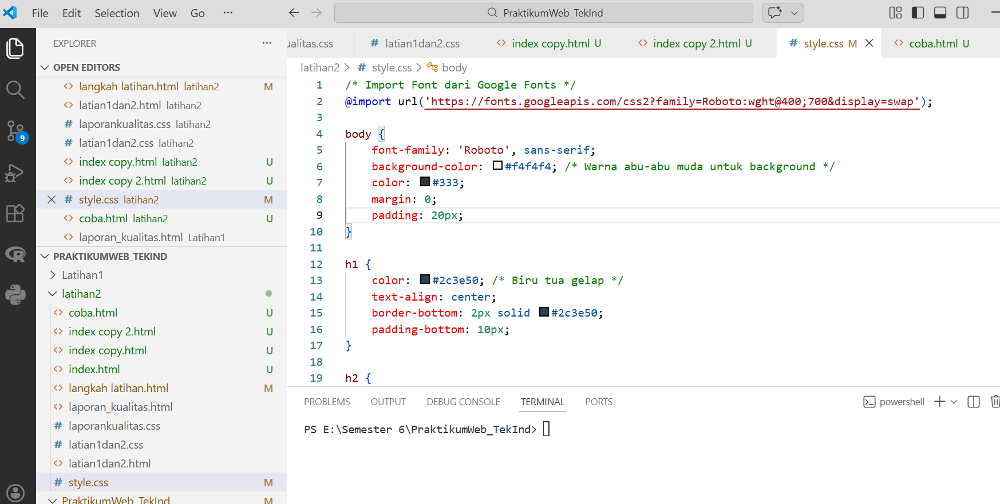 File Edit Selection View Go ···
PraktikumWeb_TekInd
EXPLORER ···
OPEN EDITORS
langkah latihan.html latihan2 M
latian1dan2.html latihan2
laporankualitas.css latihan2
latian1dan2.css latihan2
index copy.html latihan2 U
index copy 2.html latihan2 U
style.css latihan2 M
coba.html latihan2 U
laporan_kualitas.html Latihan1
PRAKTIKUMWEB_TEKIND
Latihan1
latihan2
coba.html U
index copy 2.html U
index copy.html U
index.html U
langkah latihan.html M
laporan_kualitas.html
laporankualitas.css
latian1dan2.css
latian1dan2.html
style.css M
PraktikumWeb_TekInd M
9
ualitas.css # latian1dan2.css <> index copy.html U <> index copy 2.html U # style.css M <> coba.html U
latihan2 > # style.css > body
1 /* Import Font dari Google Fonts */
2 @import url('https://fonts.googleapis.com/css2?family=Roboto:wght@400;700&display=swap');
3
4 body {
5 font-family: 'Roboto', sans-serif;
6 background-color: #f4f4f4; /* Warna abu-abu muda untuk background */
7 color: #333;
8 margin: 0;
9 padding: 20px;
10 }
11
12 h1 {
13 color: #2c3e50; /* Biru tua gelap */
14 text-align: center;
15 border-bottom: 2px solid #2c3e50;
16 padding-bottom: 10px;
17 }
18
19 h2 {
PROBLEMS OUTPUT DEBUG CONSOLE TERMINAL PORTS powershell
PS E:\Semester 6\PraktikumWeb_TekInd>